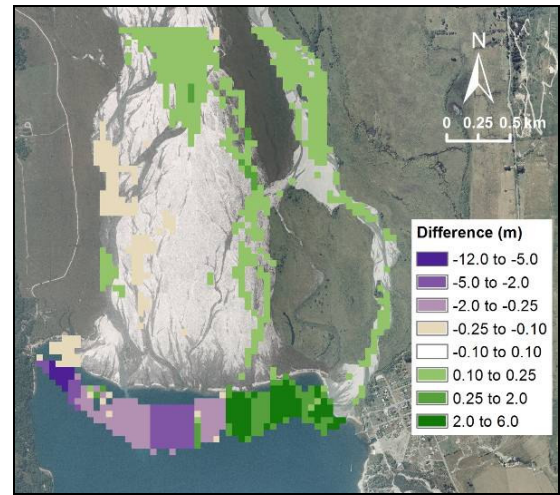 N
0 0.25 0.5 km
Difference (m)
-12.0 to -5.0
-5.0 to -2.0
-2.0 to -0.25
-0.25 to -0.10
-0.10 to 0.10
0.10 to 0.25
0.25 to 2.0
2.0 to 6.0